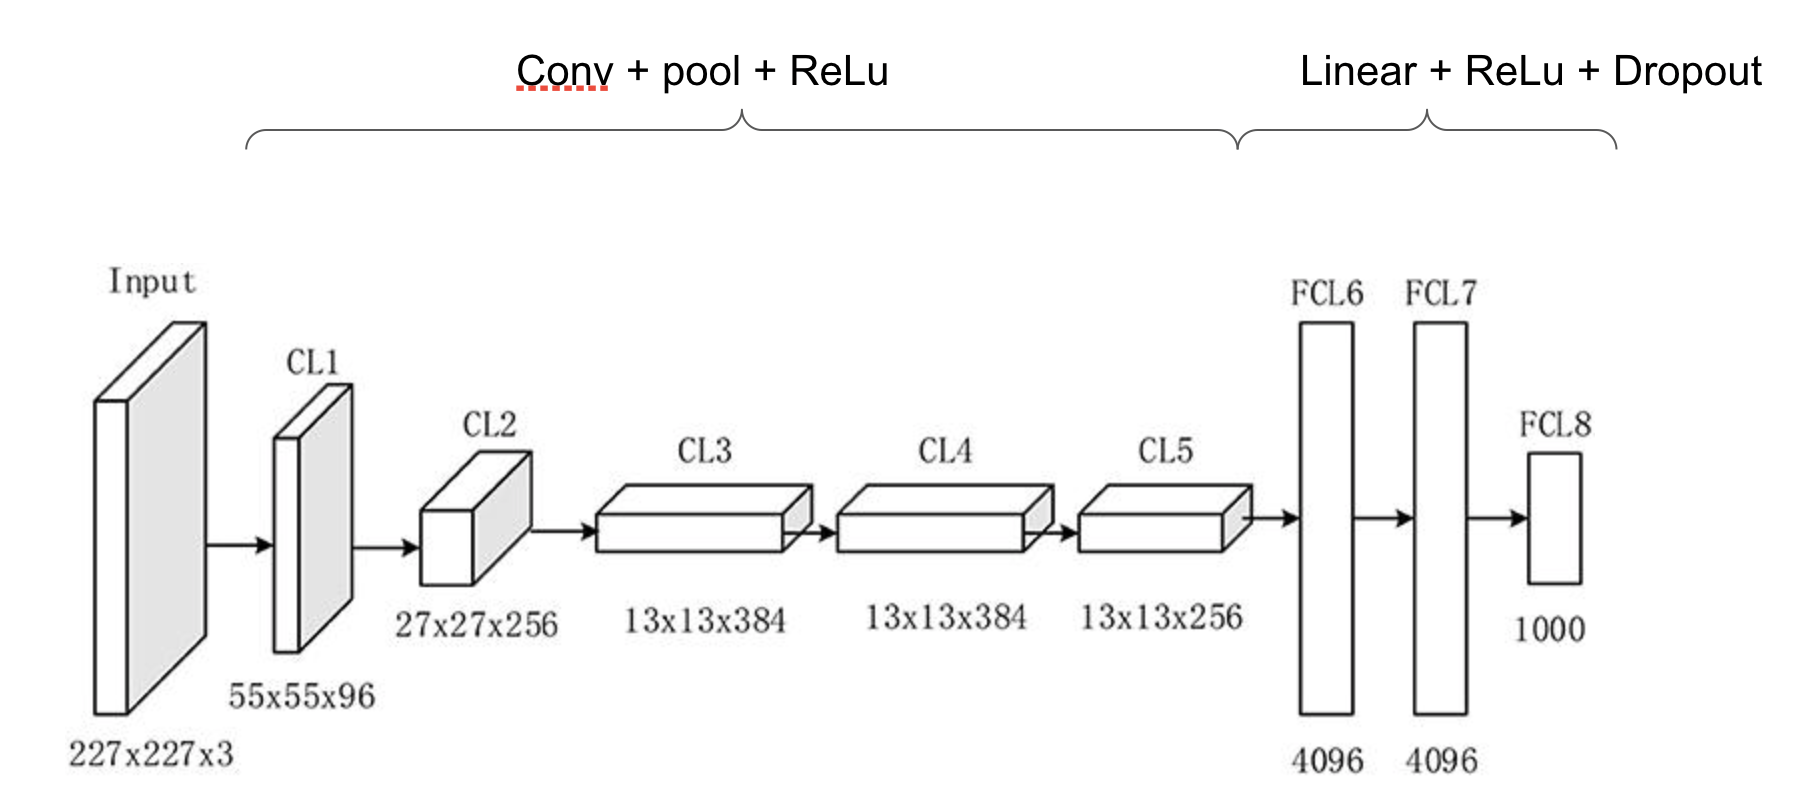 Conv + pool + ReLu
Linear + ReLu + Dropout
Input
CL1
CL2
CL3
CL4
CL5
FCL6
FCL7
FCL8
227x227x3
55x55x96
27x27x256
13x13x384
13x13x384
13x13x256
4096
4096
1000